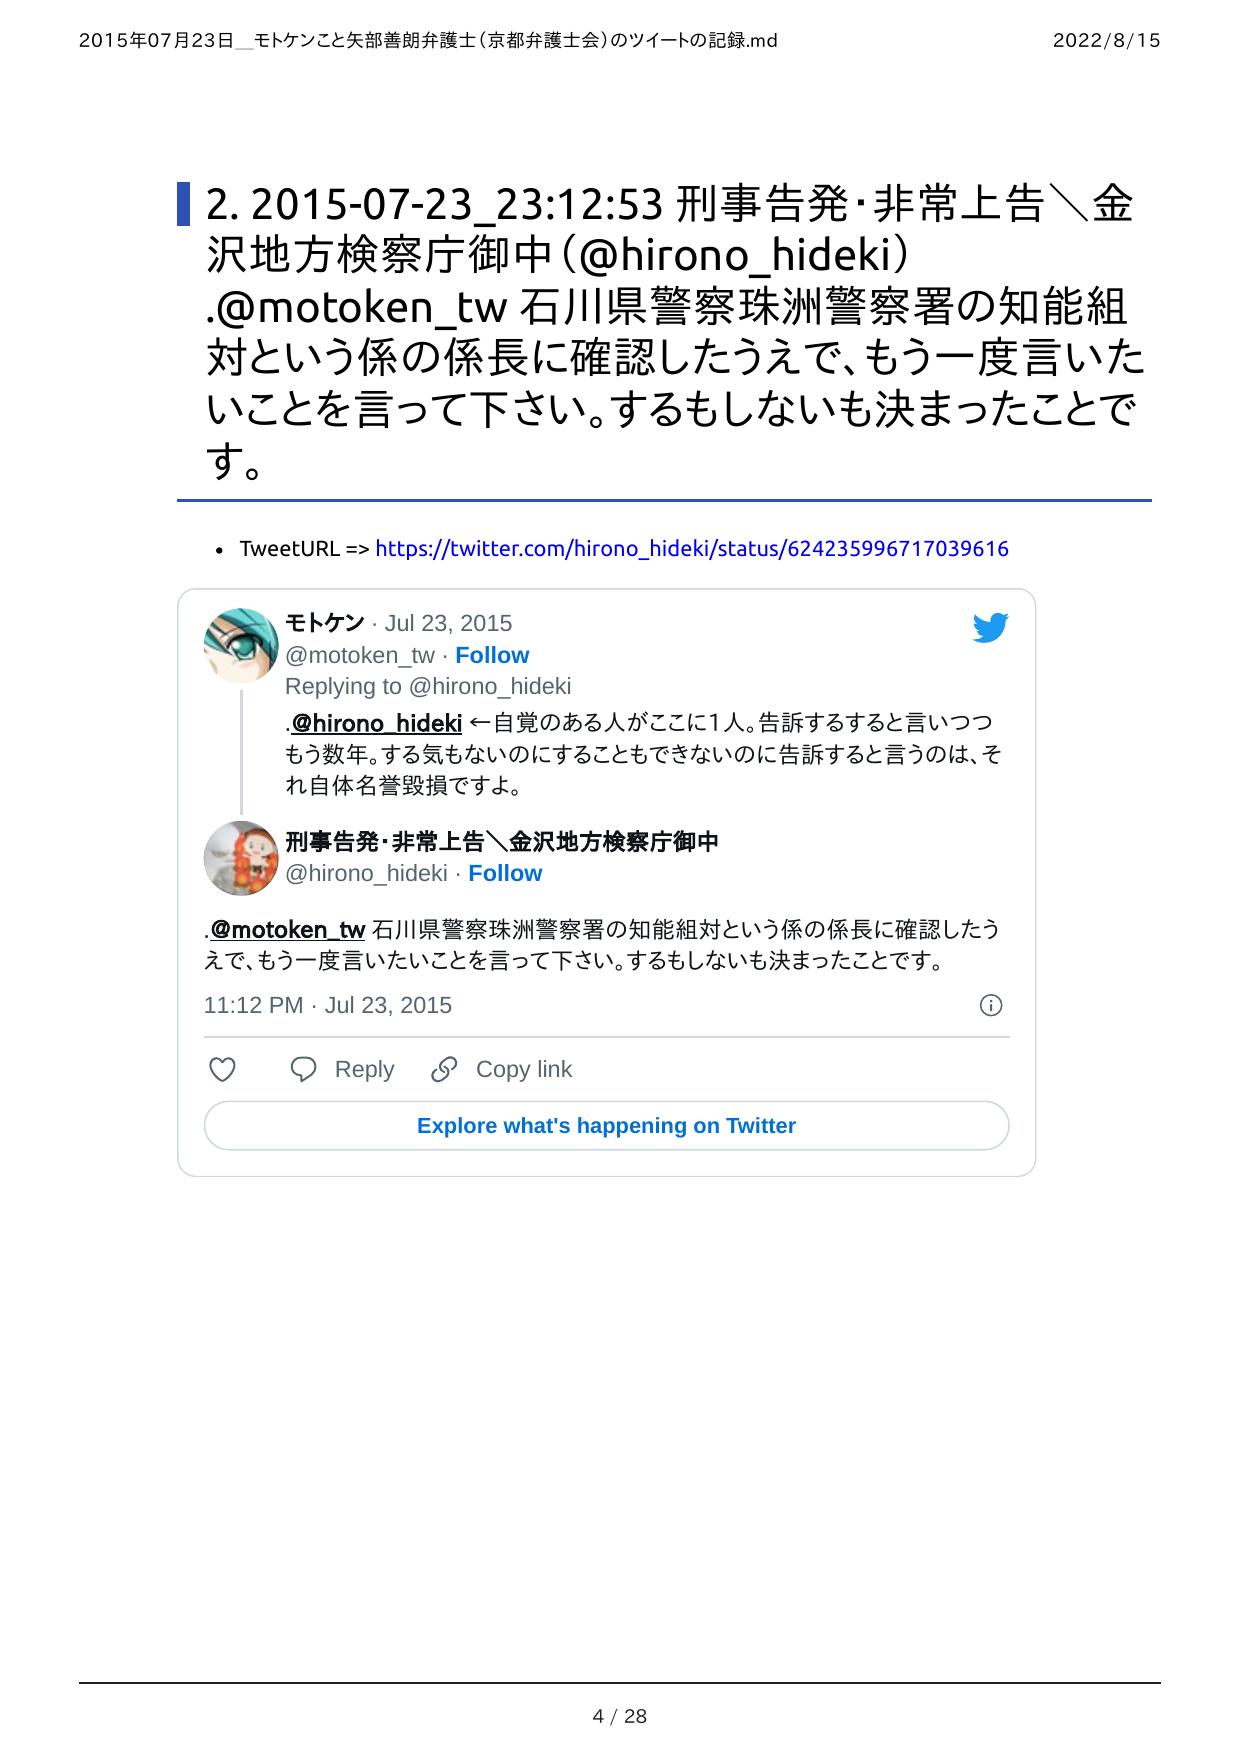 2015年07月23日__モトケンこと矢部善朗弁護士(京都弁護士会)のツイートの記録.md 2022/8/15
2. 2015-07-23_23:12:53 刑事告発・非常上告＼金
沢地方検察庁御中(@hirono_hideki)
.@motoken_tw 石川県警察珠洲警察署の知能組
対という係の係長に確認したうえで、もう一度言いた
いことを言って下さい。するもしないも決まったことで
す。
• TweetURL => https://twitter.com/hirono_hideki/status/624235996717039616
モトケン · Jul 23, 2015
@motoken_tw · Follow
Replying to @hirono_hideki
.@hirono_hideki ←自覚のある人がここに1人。告訴するすると言いつつ
もう数年。する気もないのにすることもできないのに告訴すると言うのは、そ
れ自体名誉毀損ですよ。
刑事告発・非常上告＼金沢地方検察庁御中
@hirono_hideki · Follow
.@motoken_tw 石川県警察珠洲警察署の知能組対という係の係長に確認したう
えで、もう一度言いたいことを言って下さい。するもしないも決まったことです。
11:12 PM · Jul 23, 2015
Reply Copy link
Explore what's happening on Twitter
4 / 28